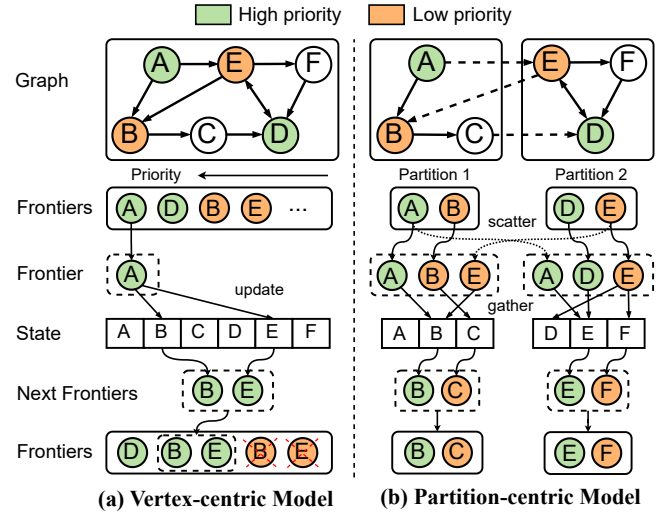 High priority Low priority
Graph
A E F
B C D
A E F
B C D
Priority
Partition 1 Partition 2
Frontiers
A D B E ...
A B
D E
scatter
Frontier
A
A B E
A D E
update
gather
State
A B C D E F
A B C
D E F
Next Frontiers
B E
B C
E F
Frontiers
D B E B E
B C
E F
(a) Vertex-centric Model (b) Partition-centric Model